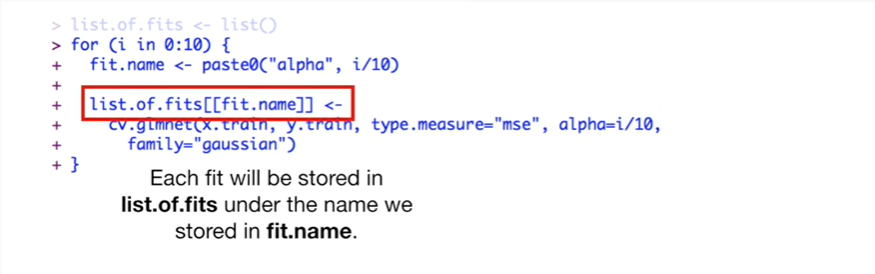 > list.of.fits <- list()
> for (i in 0:10) {
+ fit.name <- paste0("alpha", i/10)
+
+ list.of.fits[[fit.name]] <-
+ cv.glmnet(x.train, y.train, type.measure="mse", alpha=i/10,
+ family="gaussian")
+ }
Each fit will be stored in
list.of.fits under the name we
stored in fit.name.